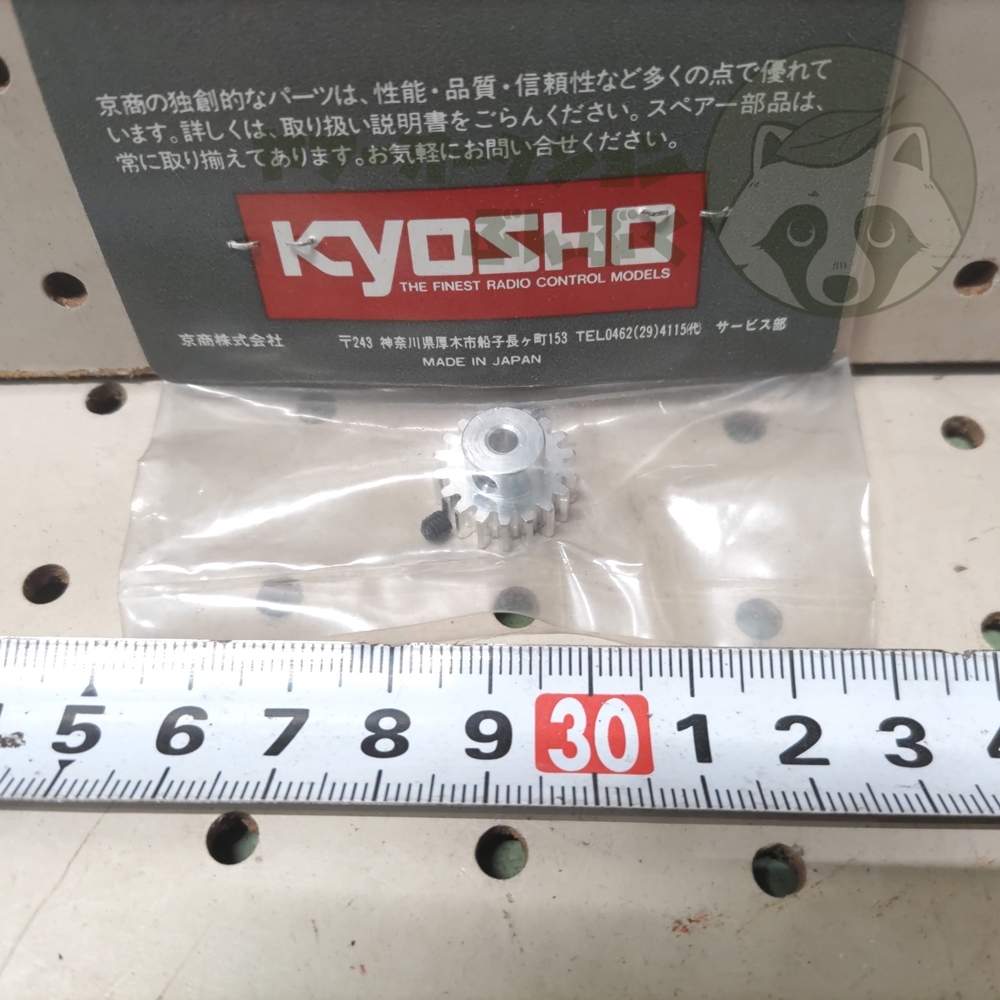 京商の独創的なパーツは、性能・品質・信頼性など多くの点で優れて
います。詳しくは、取り扱い説明書をごらんください。スペアー部品は、
常に取り揃えてあります。お気軽にお問い合せください。
KYOSHO
THE FINEST RADIO CONTROL MODELS
京商株式会社 〒243 神奈川県厚木市船子長ヶ町153 TEL.0462(29)4115㈹ サービス部
MADE IN JAPAN
5 6 7 8 9 30 1 2 3 4